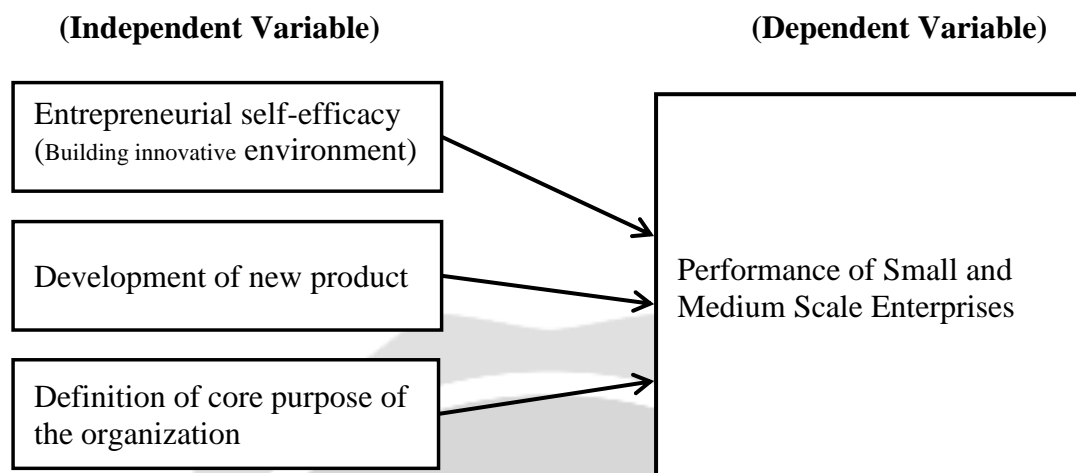 (Independent Variable)
(Dependent Variable)
Entrepreneurial self-efficacy
(Building innovative environment)
Development of new product
Definition of core purpose of
the organization
Performance of Small and
Medium Scale Enterprises